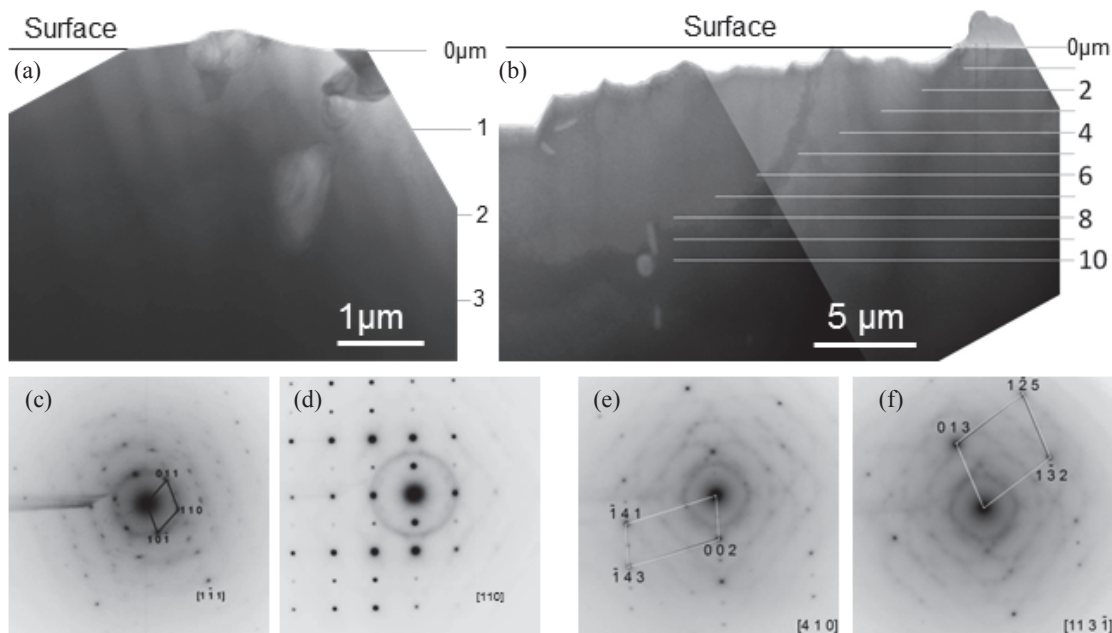 Surface
0μm
(a)
1
2
3
1μm
Surface
0μm
(b)
2
4
6
8
10
5 μm
(c)
0 1 1
1 1 0
1 0 1̄
[1 1̄ 1]
(d)
[110]
(e)
1̄ 4 1
0 0 2
1̄ 4 3
[4 1 0]
(f)
1 2̄ 5
0 1 3
1 3̄ 2
[11 3 1̄]